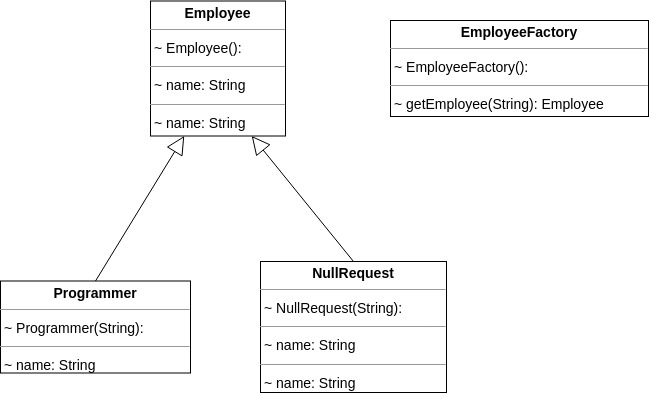 Employee
~ Employee():
~ name: String
~ name: String
EmployeeFactory
~ EmployeeFactory():
~ getEmployee(String): Employee
Programmer
~ Programmer(String):
~ name: String
NullRequest
~ NullRequest(String):
~ name: String
~ name: String